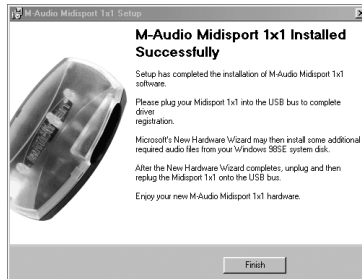 M-Audio Midisport 1x1 Setup
M-Audio Midisport 1x1 Installed
Successfully
Setup has completed the installation of M-Audio Midisport 1x1
software.
Please plug your Midisport 1x1 into the USB bus to complete
driver
registration.
Microsoft's New Hardware Wizard may then install some additional
required audio files from your Windows 98SE system disk.
After the New Hardware Wizard completes, unplug and then
replug the Midisport 1x1 onto the USB bus.
Enjoy your new M-Audio Midisport 1x1 hardware.
Finish